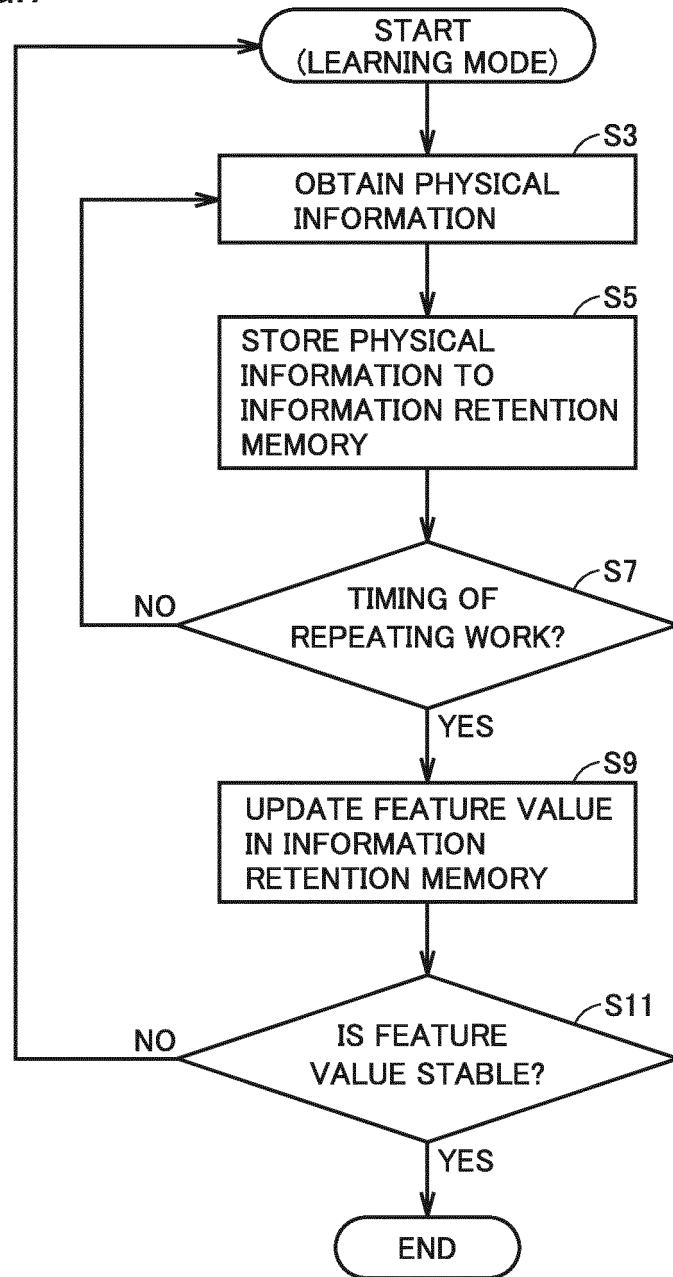 START
(LEARNING MODE)
S3
OBTAIN PHYSICAL
INFORMATION
S5
STORE PHYSICAL
INFORMATION TO
INFORMATION RETENTION
MEMORY
S7
TIMING OF
REPEATING WORK?
NO
YES
S9
UPDATE FEATURE VALUE
IN INFORMATION
RETENTION MEMORY
S11
IS FEATURE
VALUE STABLE?
NO
YES
END